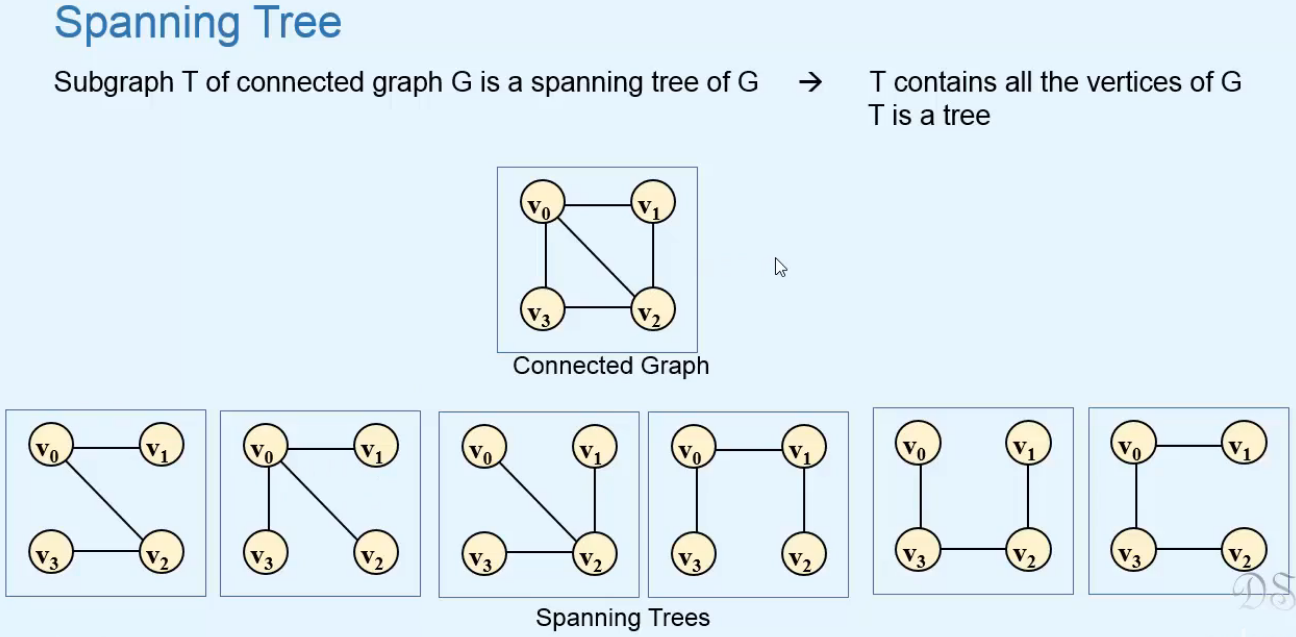 Spanning Tree
Subgraph T of connected graph G is a spanning tree of G → T contains all the vertices of G
T is a tree
v₀ v₁
v₃ v₂
Connected Graph
v₀ v₁ v₀ v₁ v₀ v₁ v₀ v₁ v₀ v₁ v₀ v₁
v₃ v₂ v₃ v₂ v₃ v₂ v₃ v₂ v₃ v₂ v₃ v₂
Spanning Trees
DS